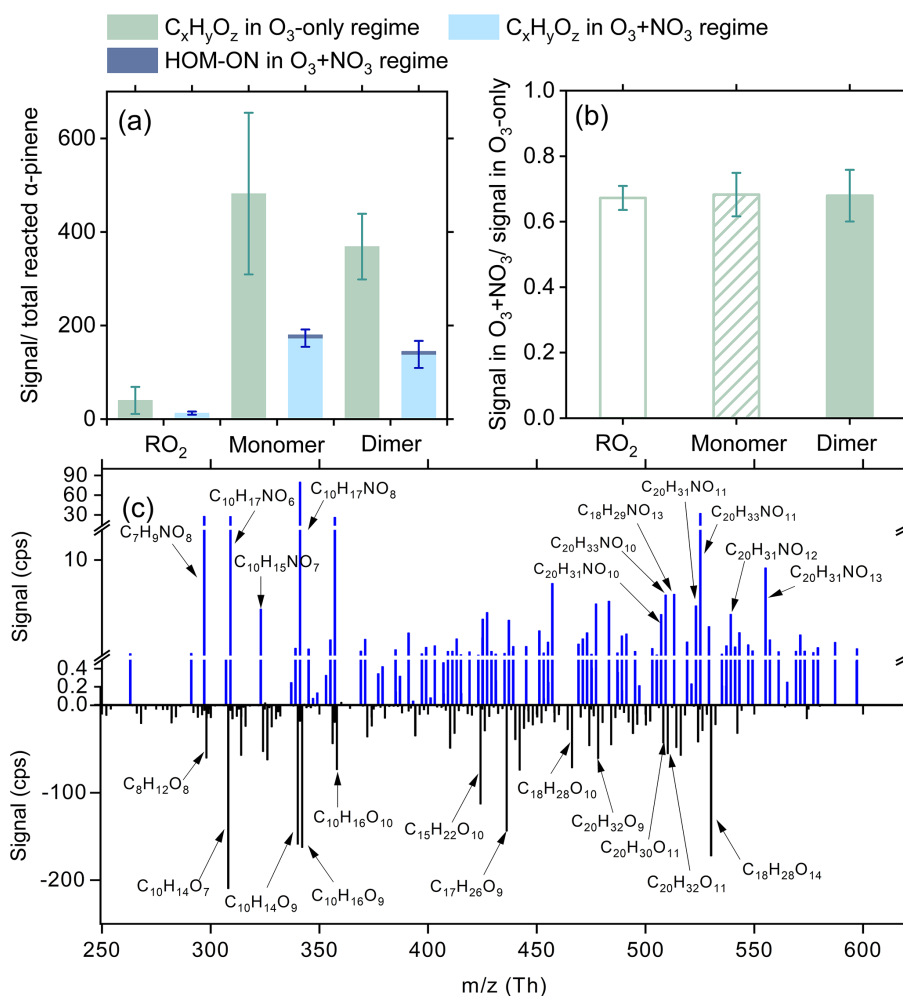 CₓHᵧO_z in O₃-only regime
CₓHᵧO_z in O₃+NO₃ regime
HOM-ON in O₃+NO₃ regime
(a)
Signal/ total reacted α-pinene
600
400
200
0
RO₂ Monomer Dimer
(b)
Signal in O₃+NO₃/ signal in O₃-only
1.0
0.8
0.6
0.4
0.2
0.0
RO₂ Monomer Dimer
(c)
Signal (cps)
90
60
30
10
0.4
0.2
0.0
C₇H₉NO₈
C₁₀H₁₇NO₆
C₁₀H₁₅NO₇
C₁₀H₁₇NO₈
C₂₀H₃₁NO₁₁
C₁₈H₂₉NO₁₃
C₂₀H₃₃NO₁₁
C₂₀H₃₃NO₁₀
C₂₀H₃₁NO₁₀
C₂₀H₃₁NO₁₂
C₂₀H₃₁NO₁₃
Signal (cps)
-100
-200
C₈H₁₂O₈
C₁₀H₁₄O₇
C₁₀H₁₄O₉
C₁₀H₁₆O₉
C₁₀H₁₆O₁₀
C₁₅H₂₂O₁₀
C₁₇H₂₆O₉
C₁₈H₂₈O₁₀
C₂₀H₃₂O₉
C₂₀H₃₀O₁₁
C₂₀H₃₂O₁₁
C₁₈H₂₈O₁₄
250 300 350 400 450 500 550 600
m/z (Th)